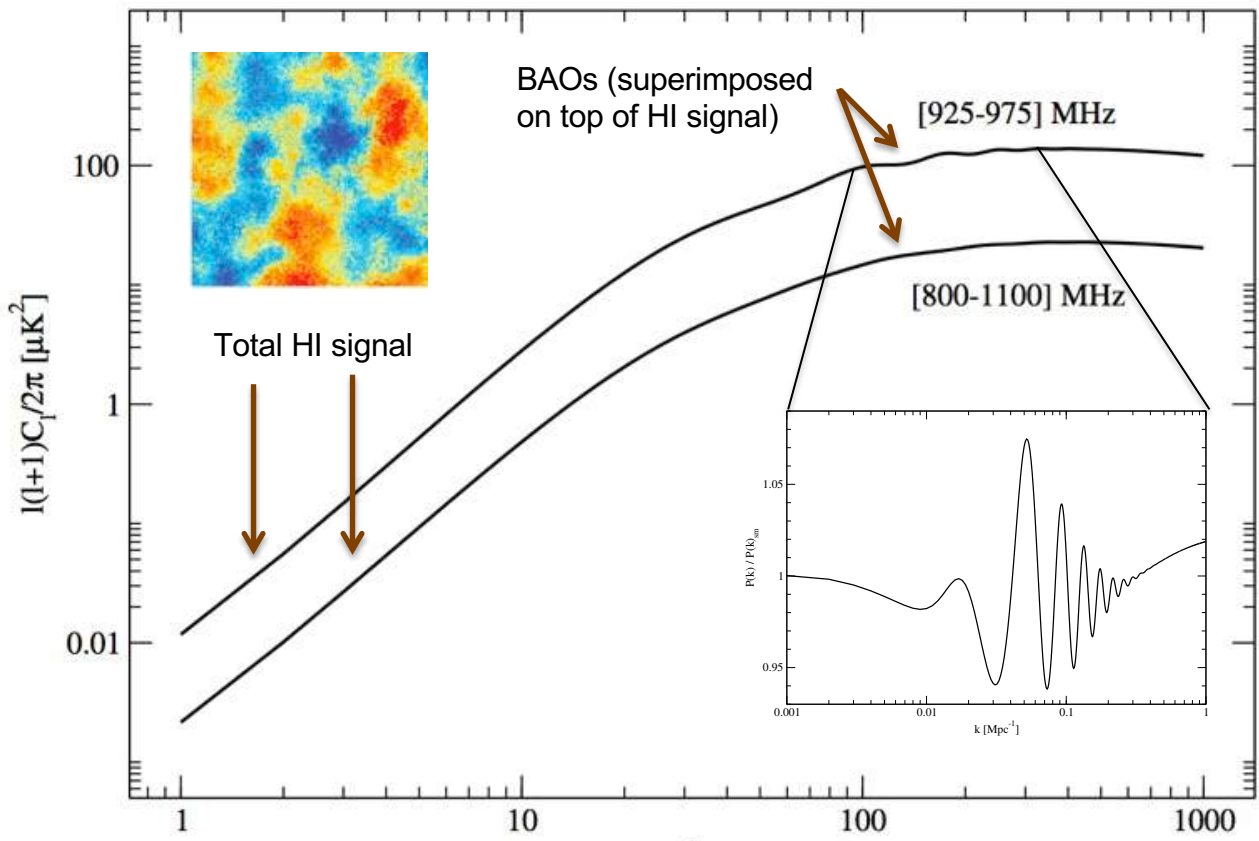 BAOs (superimposed
on top of HI signal)
[925-975] MHz
100
[800-1100] MHz
l(l+1)C_l/2π [μK²]
Total HI signal
1
0.01
1.05
1
0.95
P(k) / P(k)_sm
0.001 0.01 0.1 1
k [Mpc⁻¹]
1 10 100 1000